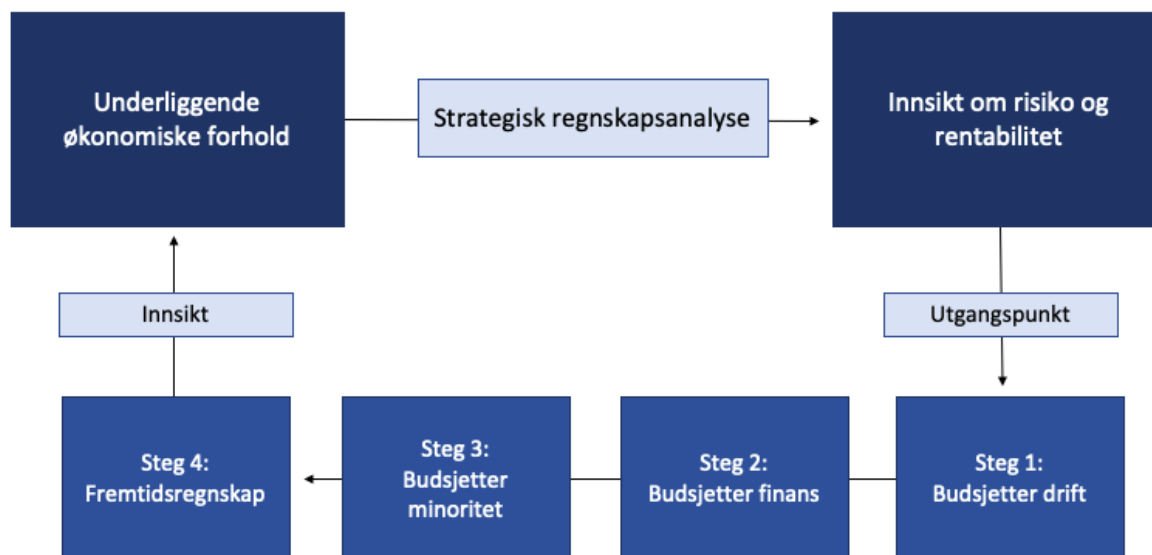 Underliggende
økonomiske forhold
Strategisk regnskapsanalyse
Innsikt om risiko og
rentabilitet
Innsikt
Utgangspunkt
Steg 4:
Fremtidsregnskap
Steg 3:
Budsjetter
minoritet
Steg 2:
Budsjetter finans
Steg 1:
Budsjetter drift